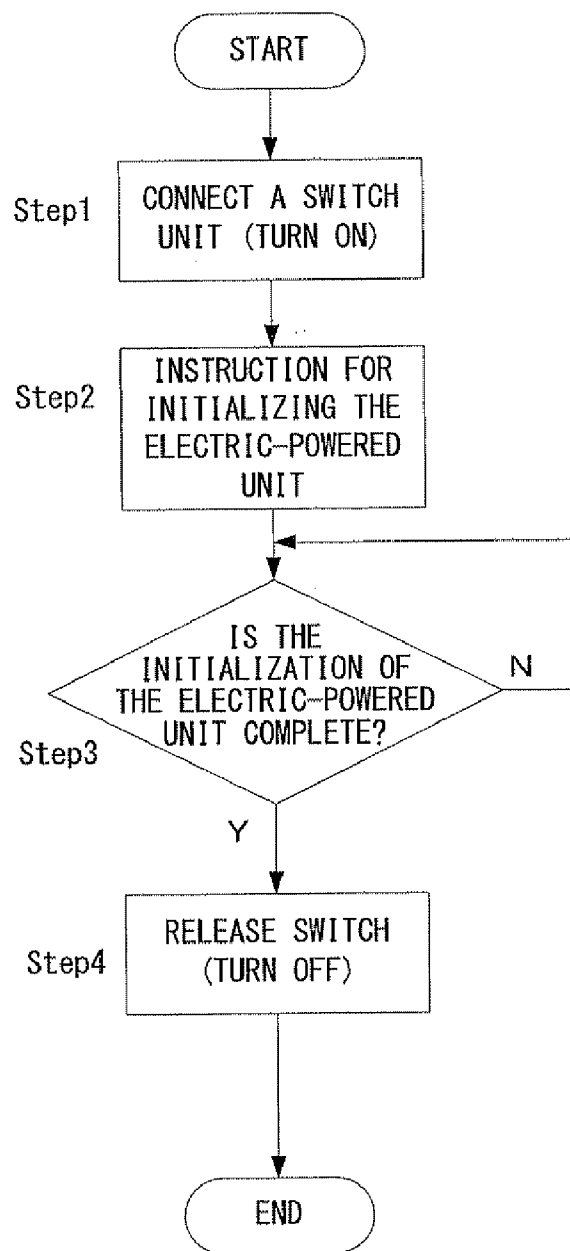 START
Step1
CONNECT A SWITCH
UNIT (TURN ON)
Step2
INSTRUCTION FOR
INITIALIZING THE
ELECTRIC-POWERED
UNIT
IS THE
INITIALIZATION OF
THE ELECTRIC-POWERED
UNIT COMPLETE?
N
Step3
Y
RELEASE SWITCH
(TURN OFF)
Step4
END